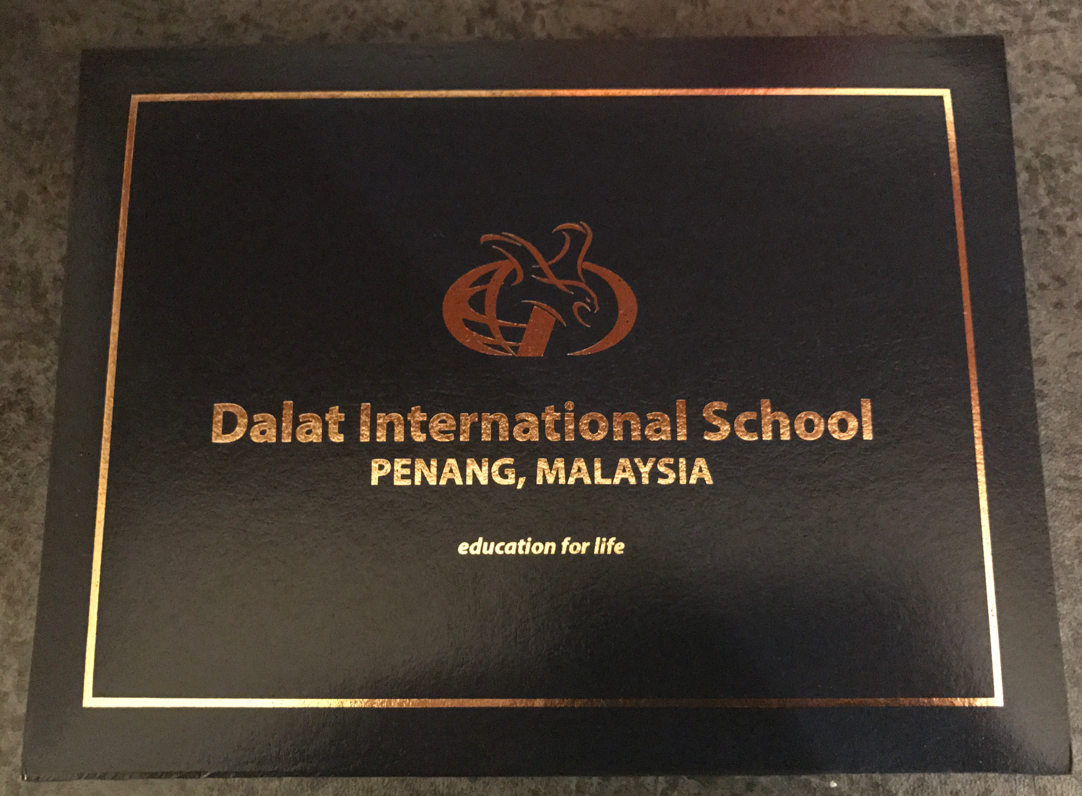 Dalat International School
PENANG, MALAYSIA
education for life